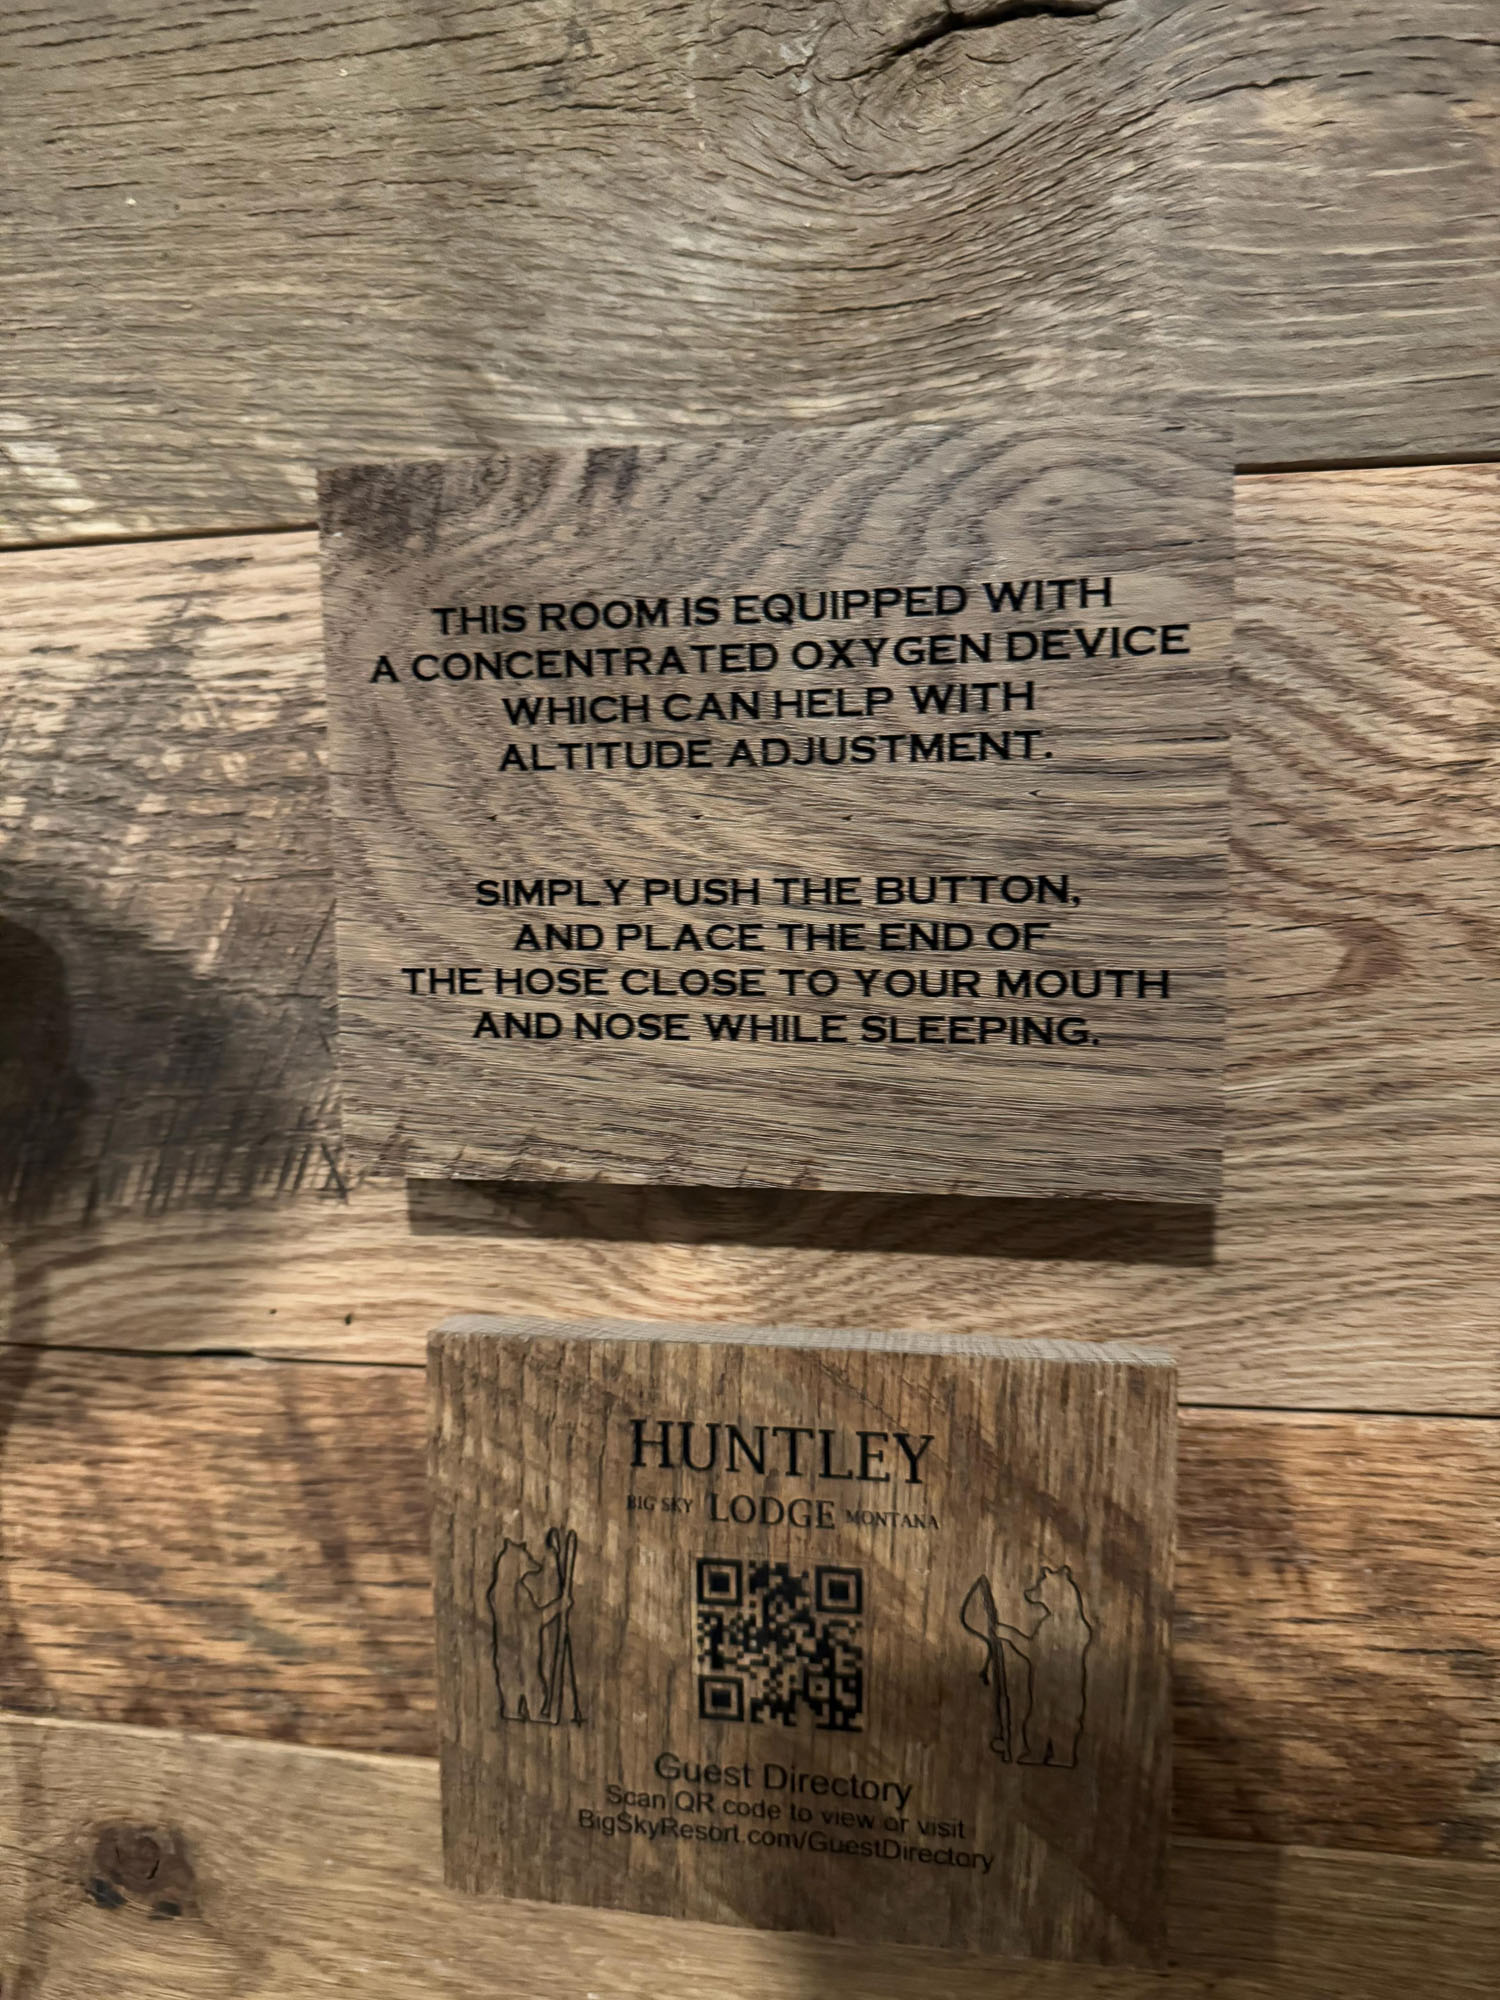 THIS ROOM IS EQUIPPED WITH
A CONCENTRATED OXYGEN DEVICE
WHICH CAN HELP WITH
ALTITUDE ADJUSTMENT.
SIMPLY PUSH THE BUTTON,
AND PLACE THE END OF
THE HOSE CLOSE TO YOUR MOUTH
AND NOSE WHILE SLEEPING.
HUNTLEY
BIG SKY LODGE MONTANA
Guest Directory
Scan QR code to view or visit
BigSkyResort.com/GuestDirectory